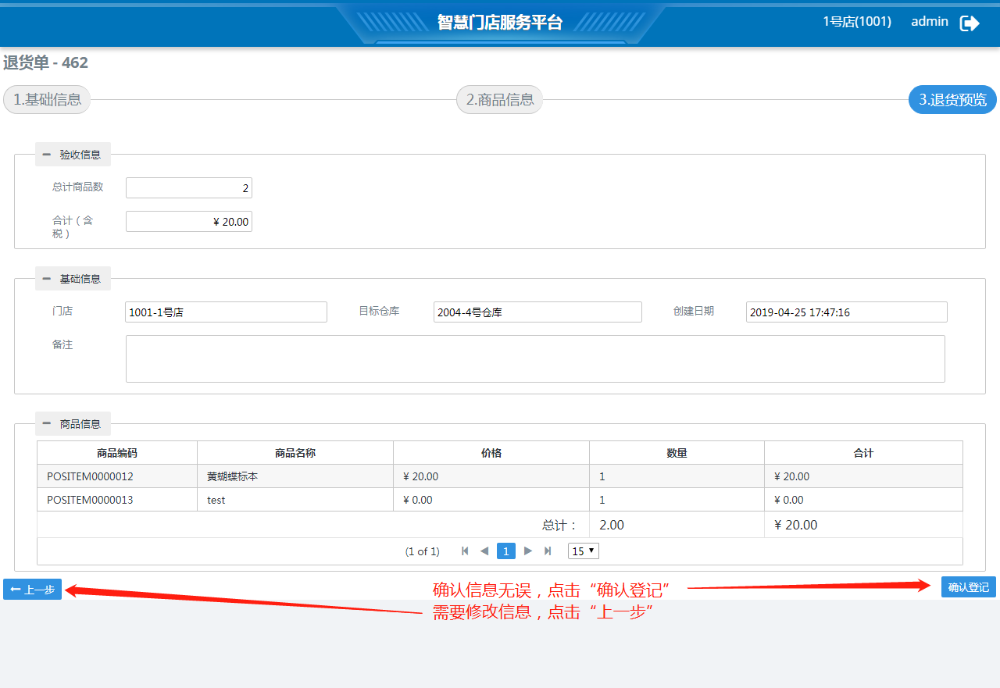 智慧门店服务平台
1号店(1001) admin
退货单 - 462
1.基础信息 2.商品信息 3.退货预览
验收信息
总计商品数 2
合计（含
税） ¥ 20.00
基础信息
门店 1001-1号店 目标仓库 2004-4号仓库 创建日期 2019-04-25 17:47:16
备注
商品信息
商品编码 商品名称 价格 数量 合计
POSITEM0000012 黄蝴蝶标本 ¥ 20.00 1 ¥ 20.00
POSITEM0000013 test ¥ 0.00 1 ¥ 0.00
总计： 2.00 ¥ 20.00
(1 of 1) 1 15
上一步 确认信息无误，点击“确认登记” 确认登记
需要修改信息，点击“上一步”